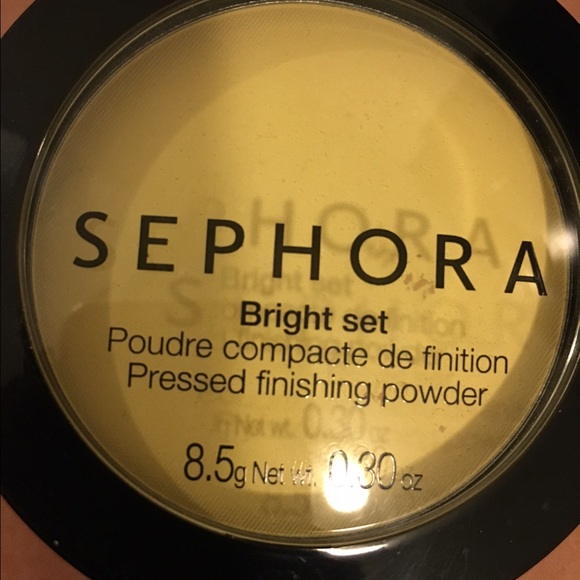 SEPHORA
Bright set
Poudre compacte de finition
Pressed finishing powder
8.5g Net Wt. 0.30 oz